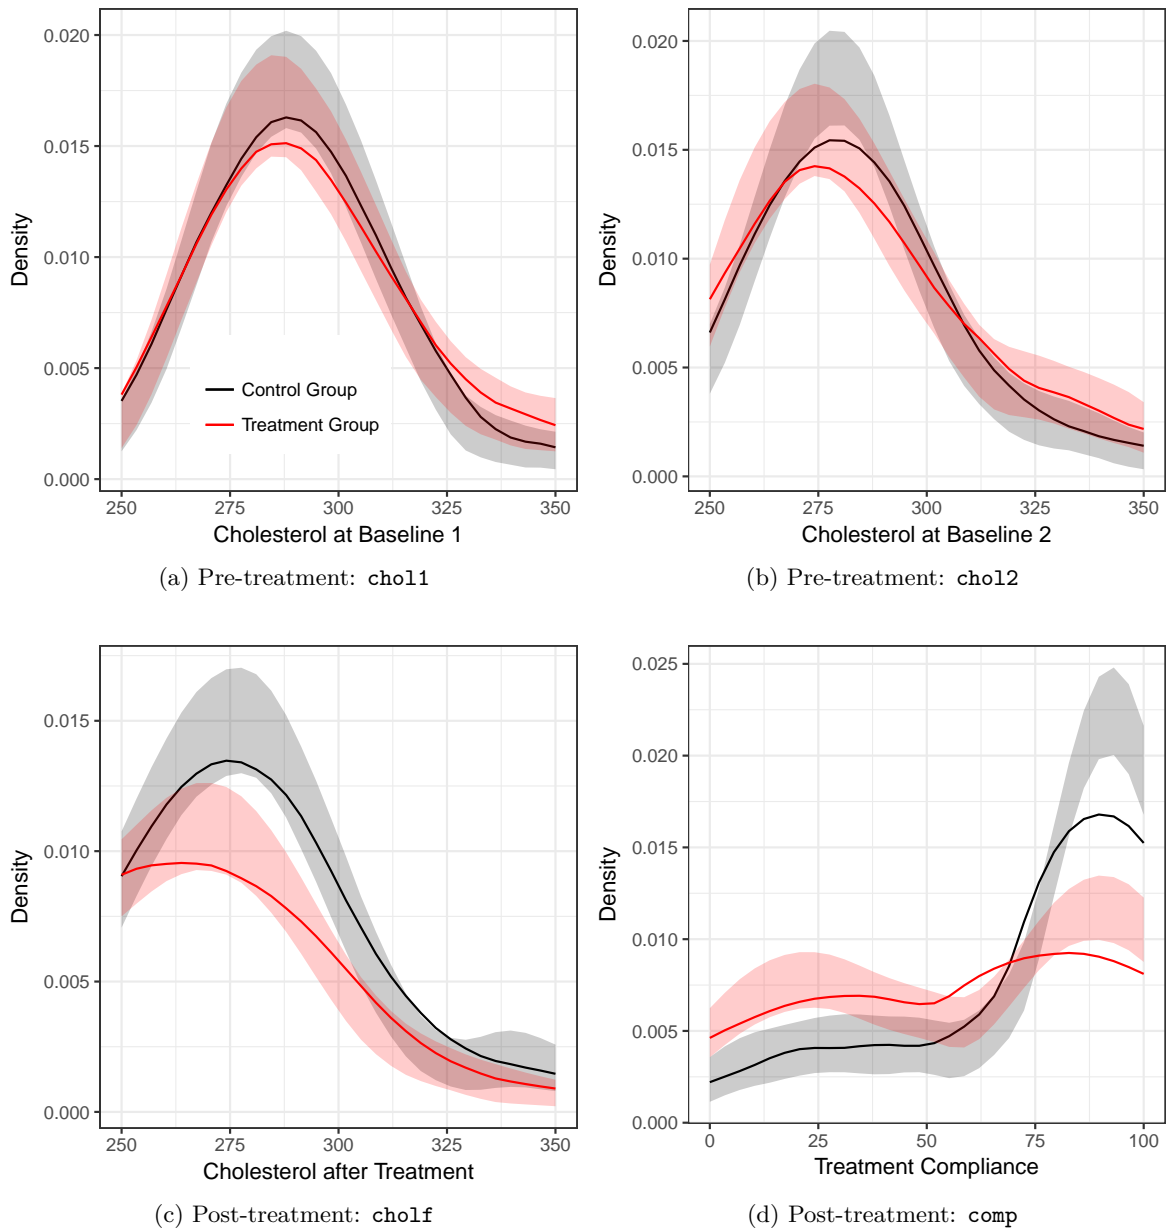 0.020
0.015
0.010
0.005
0.000
Density
Control Group
Treatment Group
250 275 300 325 350
Cholesterol at Baseline 1
(a) Pre-treatment: chol1
0.020
0.015
0.010
0.005
0.000
Density
250 275 300 325 350
Cholesterol at Baseline 2
(b) Pre-treatment: chol2
0.015
0.010
0.005
0.000
Density
250 275 300 325 350
Cholesterol after Treatment
(c) Post-treatment: cholf
0.025
0.020
0.015
0.010
0.005
0.000
Density
0 25 50 75 100
Treatment Compliance
(d) Post-treatment: comp